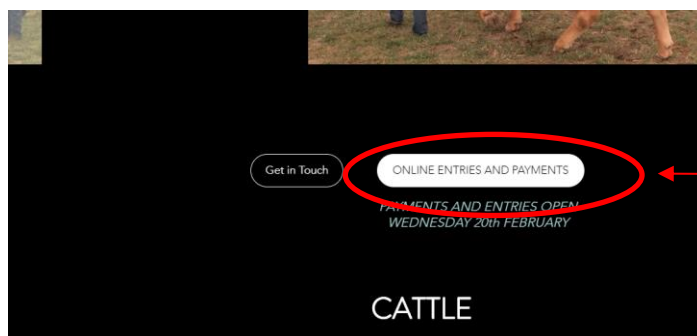 Get in Touch
ONLINE ENTRIES AND PAYMENTS
PAYMENTS AND ENTRIES OPEN
WEDNESDAY 20th FEBRUARY
CATTLE